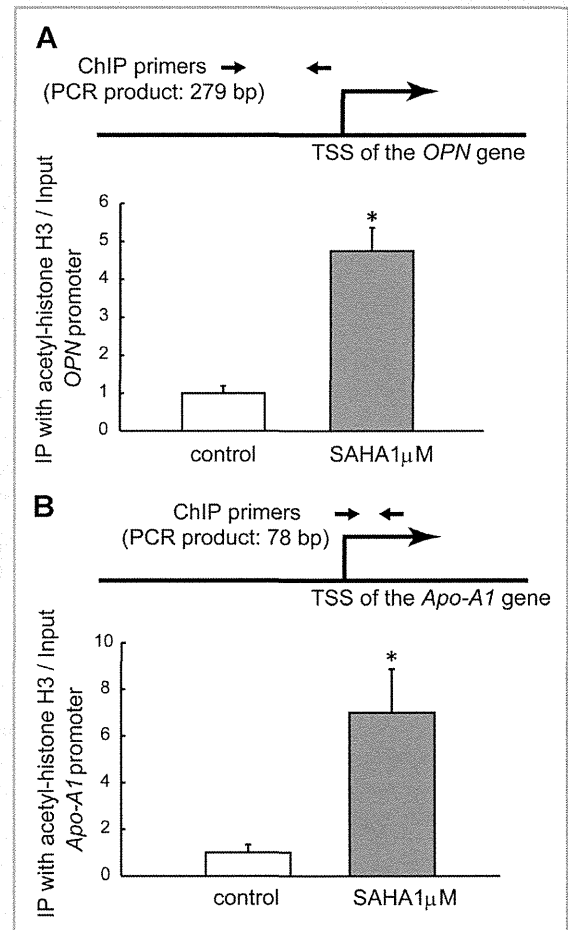 A
ChIP primers
(PCR product: 279 bp)
TSS of the OPN gene
IP with acetyl-histone H3 / Input
OPN promoter
6
5
4
3
2
1
0
*
control
SAHA1μM
B
ChIP primers
(PCR product: 78 bp)
TSS of the Apo-A1 gene
IP with acetyl-histone H3 / Input
Apo-A1 promoter
10
8
6
4
2
0
*
control
SAHA1μM